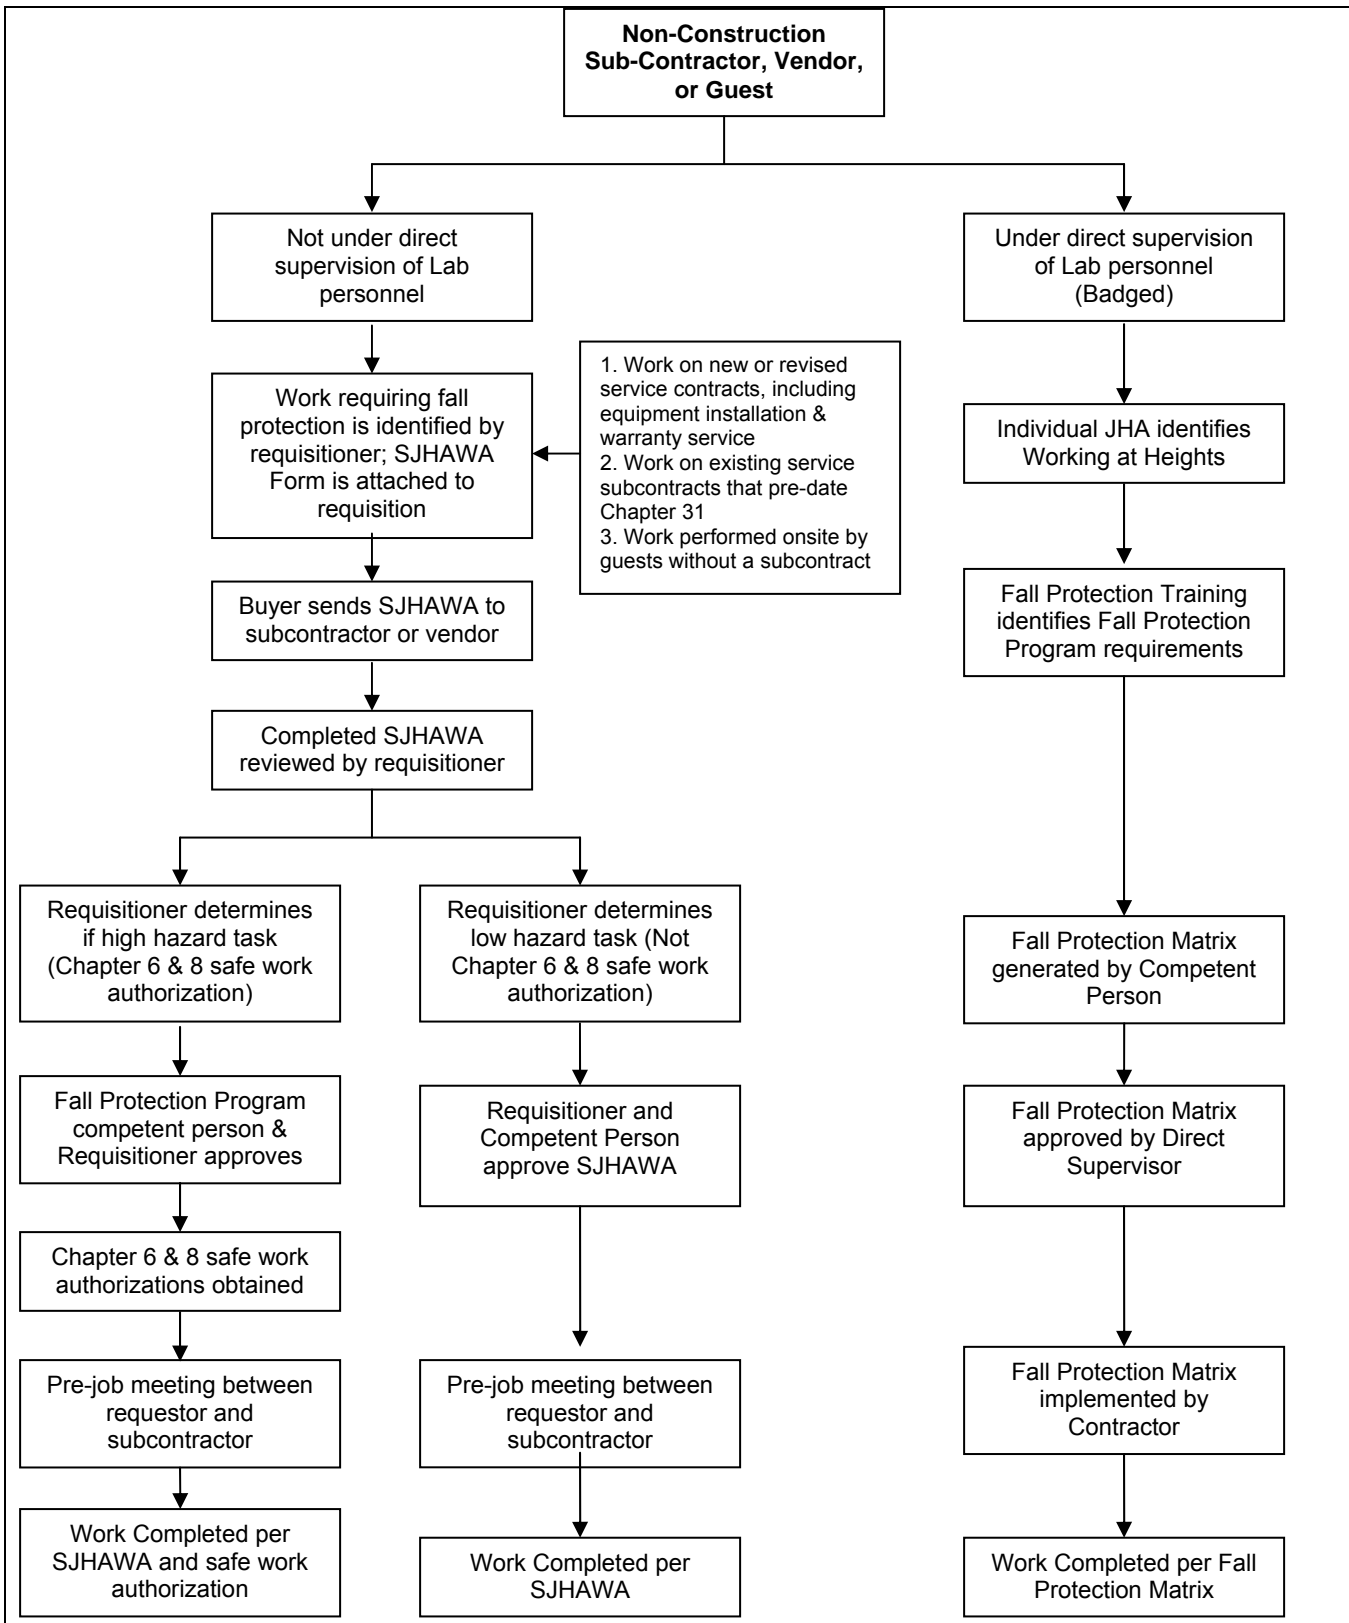 Non-Construction
Sub-Contractor, Vendor,
or Guest
Not under direct
supervision of Lab
personnel
Under direct supervision
of Lab personnel
(Badged)
Work requiring fall
protection is identified by
requisitioner; SJHAWA
Form is attached to
requisition
1. Work on new or revised
service contracts, including
equipment installation &
warranty service
2. Work on existing service
subcontracts that pre-date
Chapter 31
3. Work performed onsite by
guests without a subcontract
Individual JHA identifies
Working at Heights
Buyer sends SJHAWA to
subcontractor or vendor
Fall Protection Training
identifies Fall Protection
Program requirements
Completed SJHAWA
reviewed by requisitioner
Requisitioner determines
if high hazard task
(Chapter 6 & 8 safe work
authorization)
Requisitioner determines
low hazard task (Not
Chapter 6 & 8 safe work
authorization)
Fall Protection Matrix
generated by Competent
Person
Fall Protection Program
competent person &
Requisitioner approves
Requisitioner and
Competent Person
approve SJHAWA
Fall Protection Matrix
approved by Direct
Supervisor
Chapter 6 & 8 safe work
authorizations obtained
Pre-job meeting between
requestor and
subcontractor
Pre-job meeting between
requestor and
subcontractor
Fall Protection Matrix
implemented by
Contractor
Work Completed per
SJHAWA and safe work
authorization
Work Completed per
SJHAWA
Work Completed per Fall
Protection Matrix